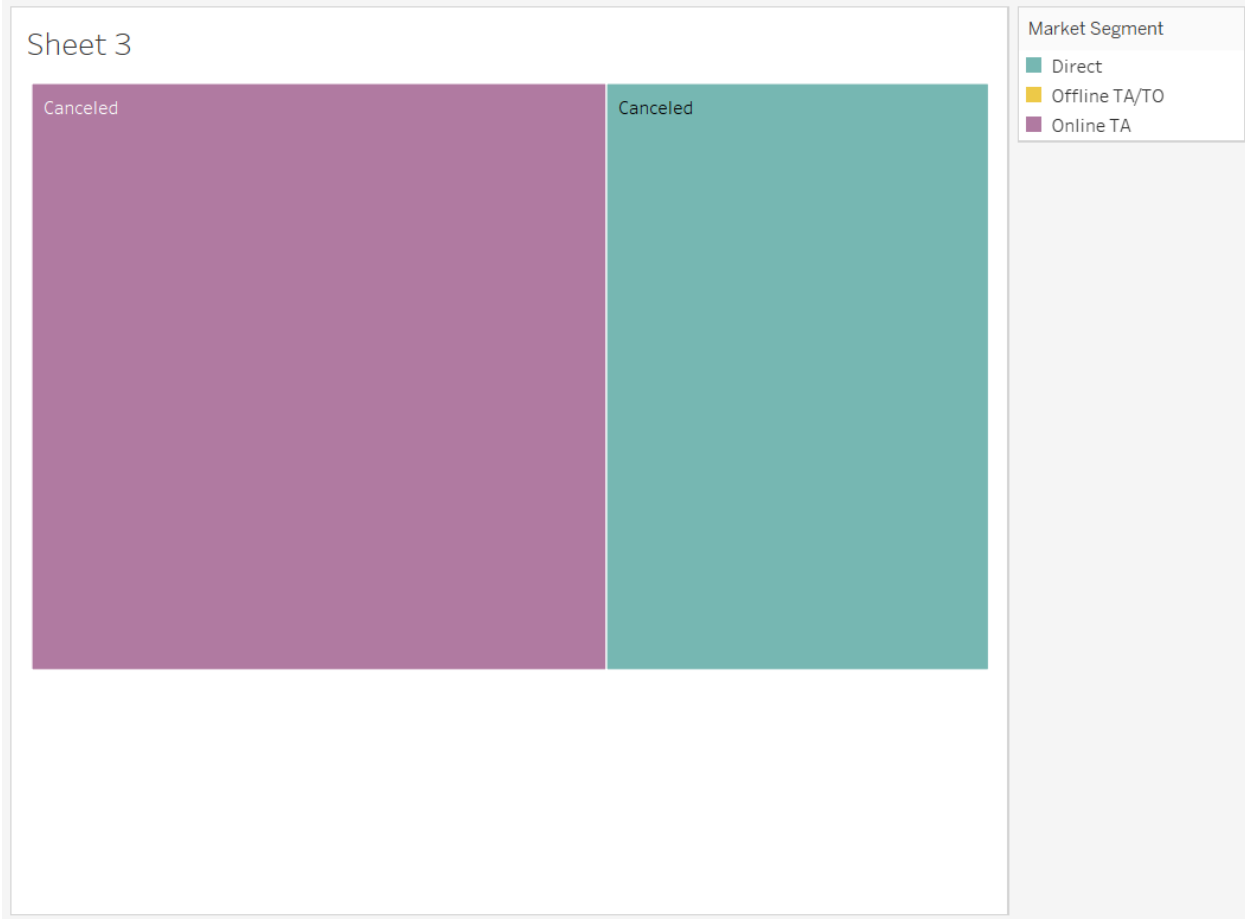 Sheet 3
Canceled
Canceled
Market Segment
Direct
Offline TA/TO
Online TA